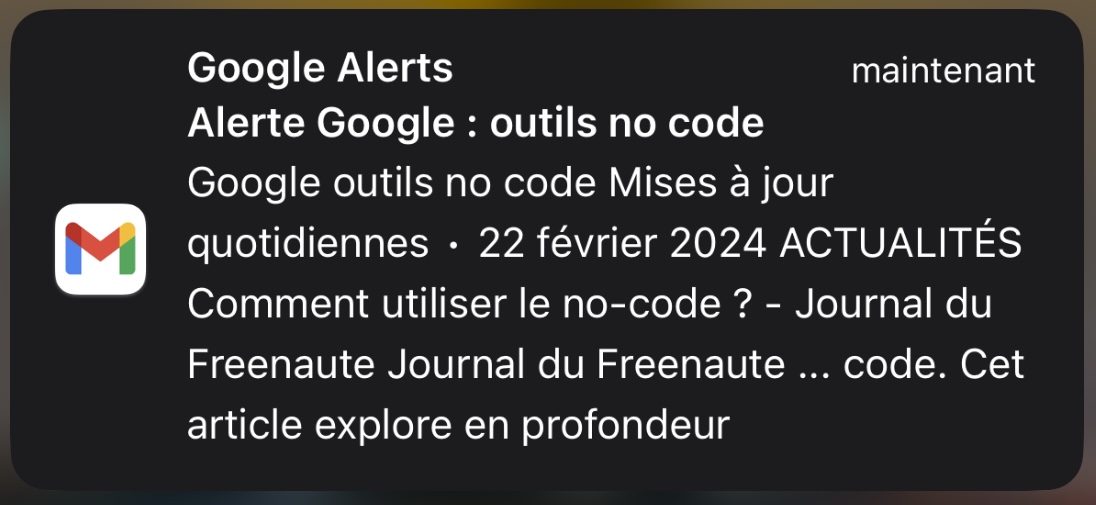 Google Alerts
maintenant
Alerte Google : outils no code
Google outils no code Mises à jour
quotidiennes · 22 février 2024 ACTUALITÉS
Comment utiliser le no-code ? - Journal du
Freenaute Journal du Freenaute ... code. Cet
article explore en profondeur